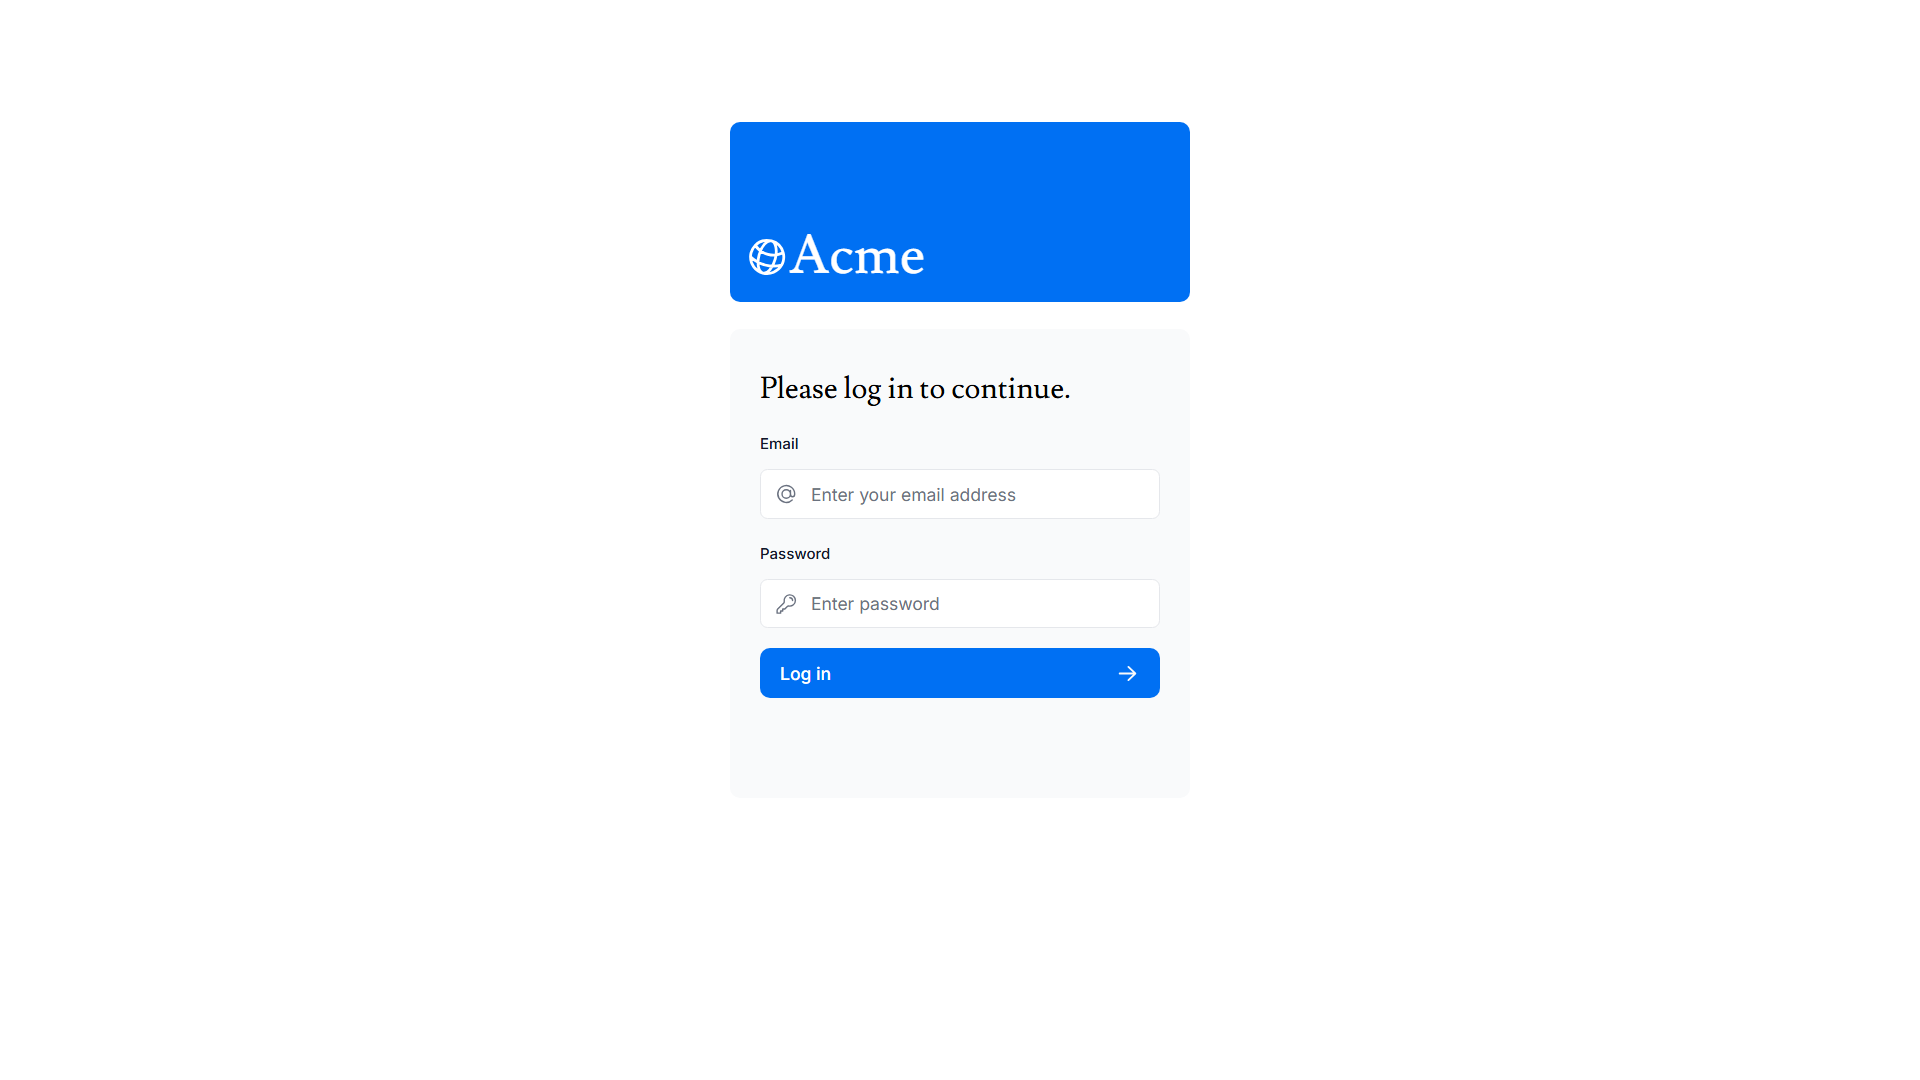 Acme
Please log in to continue.
Email
Enter your email address
Password
Enter password
Log in